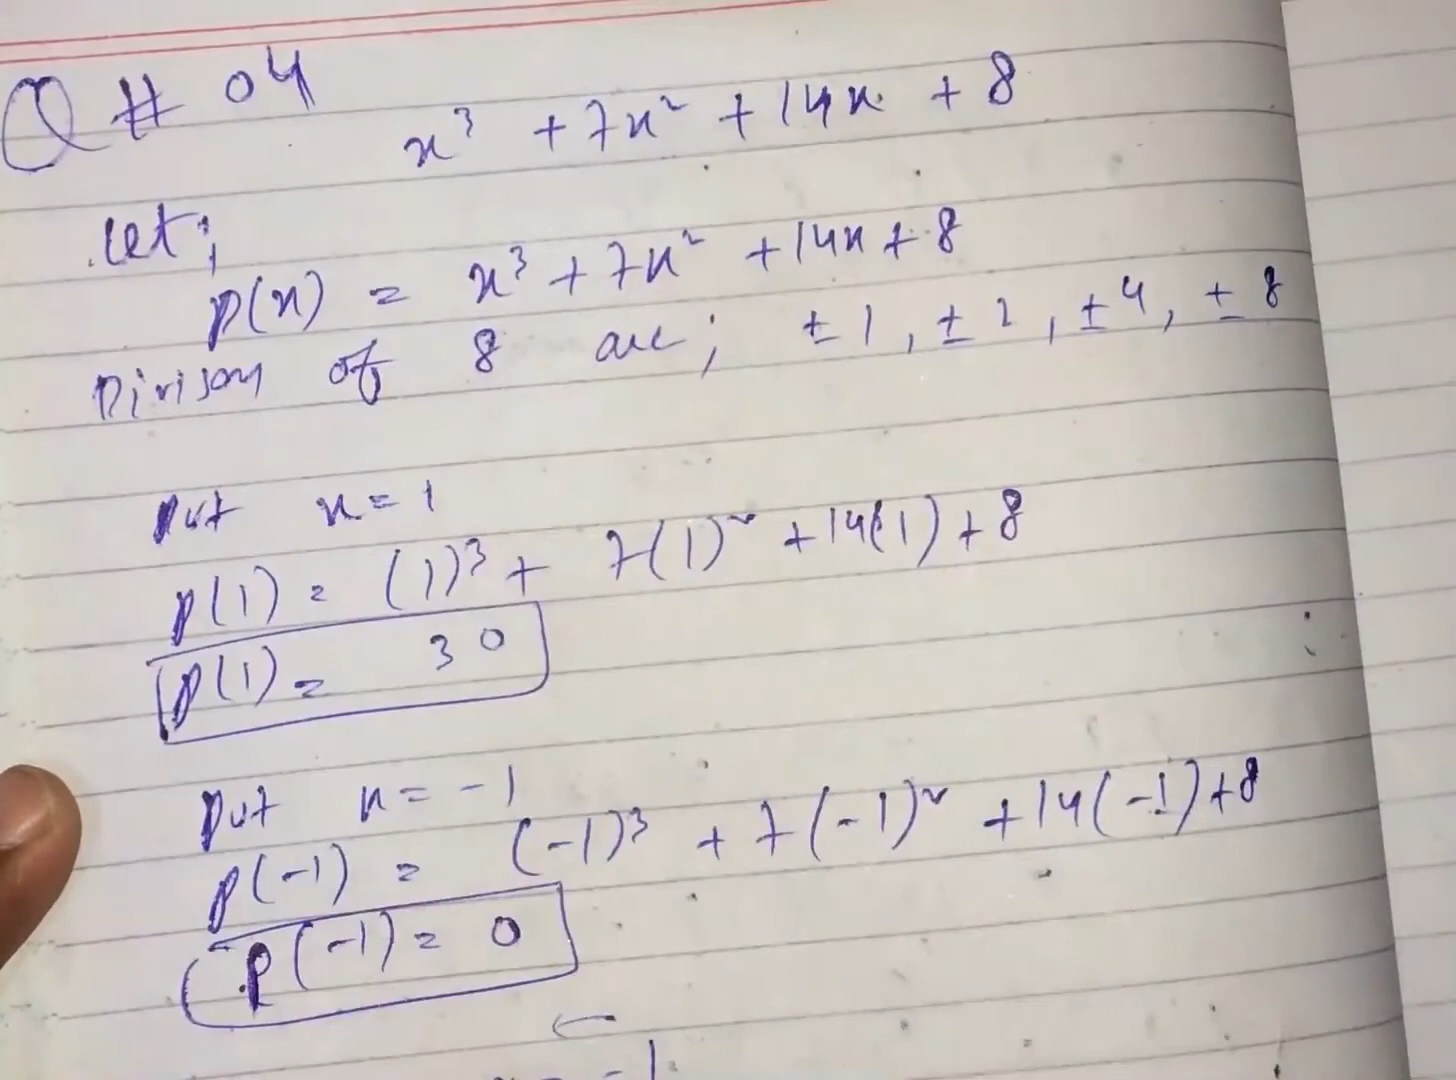 Q # 04
x³ + 7x² + 14x + 8
Let;
p(x) = x³ + 7x² + 14x + 8
Divison of 8 are; ± 1, ± 2, ± 4, ± 8
Put x = 1
P(1) = (1)³ + 7(1)² + 14(1) + 8
P(1) = 30
Put x = -1
P(-1) = (-1)³ + 7(-1)² + 14(-1) + 8
P(-1) = 0